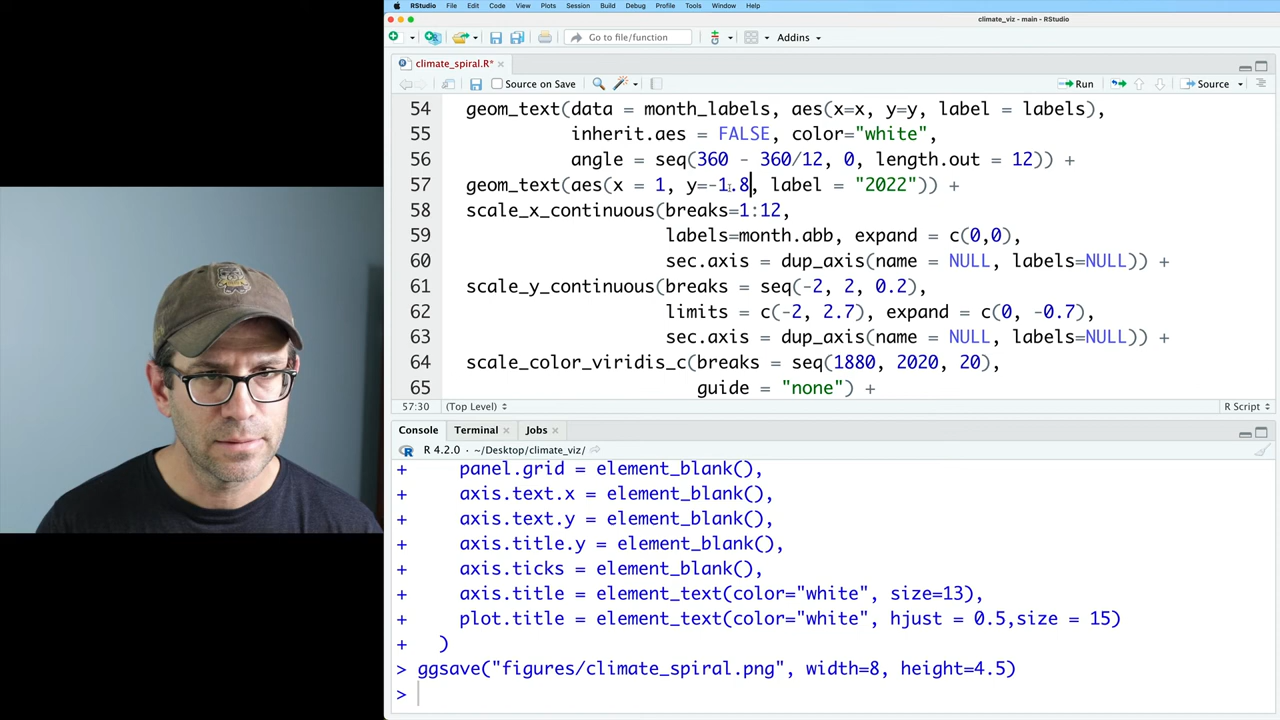 RStudio File Edit Code View Plots Session Build Debug Profile Tools Window Help
climate_viz - main - RStudio
Go to file/function Addins
climate_spiral.R*
Source on Save Run Source
54 geom_text(data = month_labels, aes(x=x, y=y, label = labels),
55 inherit.aes = FALSE, color="white",
56 angle = seq(360 - 360/12, 0, length.out = 12)) +
57 geom_text(aes(x = 1, y=-1.8, label = "2022")) +
58 scale_x_continuous(breaks=1:12,
59 labels=month.abb, expand = c(0,0),
60 sec.axis = dup_axis(name = NULL, labels=NULL)) +
61 scale_y_continuous(breaks = seq(-2, 2, 0.2),
62 limits = c(-2, 2.7), expand = c(0, -0.7),
63 sec.axis = dup_axis(name = NULL, labels=NULL)) +
64 scale_color_viridis_c(breaks = seq(1880, 2020, 20),
65 guide = "none") +
57:30 (Top Level) R Script
Console Terminal Jobs
R 4.2.0 · ~/Desktop/climate_viz/
+ panel.grid = element_blank(),
+ axis.text.x = element_blank(),
+ axis.text.y = element_blank(),
+ axis.title.y = element_blank(),
+ axis.ticks = element_blank(),
+ axis.title = element_text(color="white", size=13),
+ plot.title = element_text(color="white", hjust = 0.5,size = 15)
+ )
> ggsave("figures/climate_spiral.png", width=8, height=4.5)
>